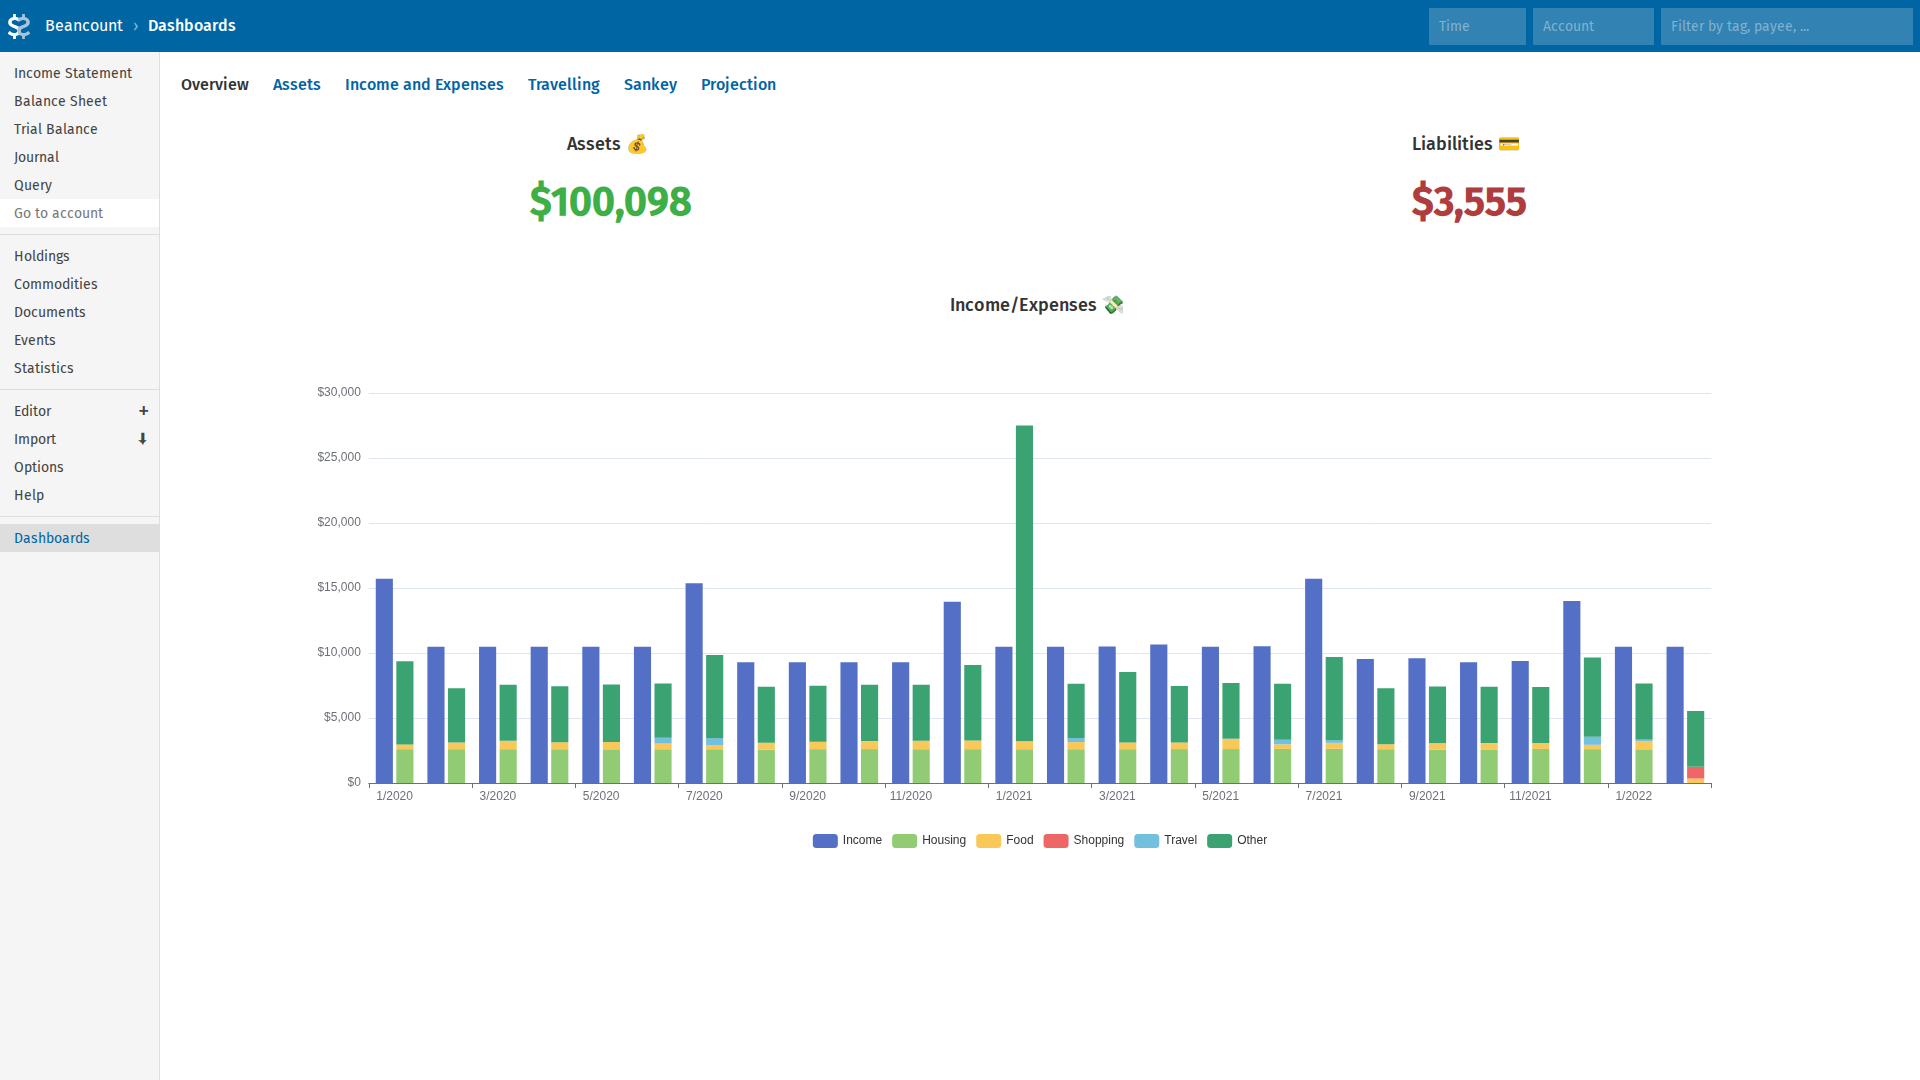 Beancount › Dashboards
Time
Account
Filter by tag, payee, ...
Income Statement
Balance Sheet
Trial Balance
Journal
Query
Go to account
Holdings
Commodities
Documents
Events
Statistics
Editor +
Import ⬇
Options
Help
Dashboards
Overview Assets Income and Expenses Travelling Sankey Projection
Assets 💰
$100,098
Liabilities 💳
$3,555
Income/Expenses 💸
$30,000
$25,000
$20,000
$15,000
$10,000
$5,000
$0
1/2020 3/2020 5/2020 7/2020 9/2020 11/2020 1/2021 3/2021 5/2021 7/2021 9/2021 11/2021 1/2022
Income Housing Food Shopping Travel Other